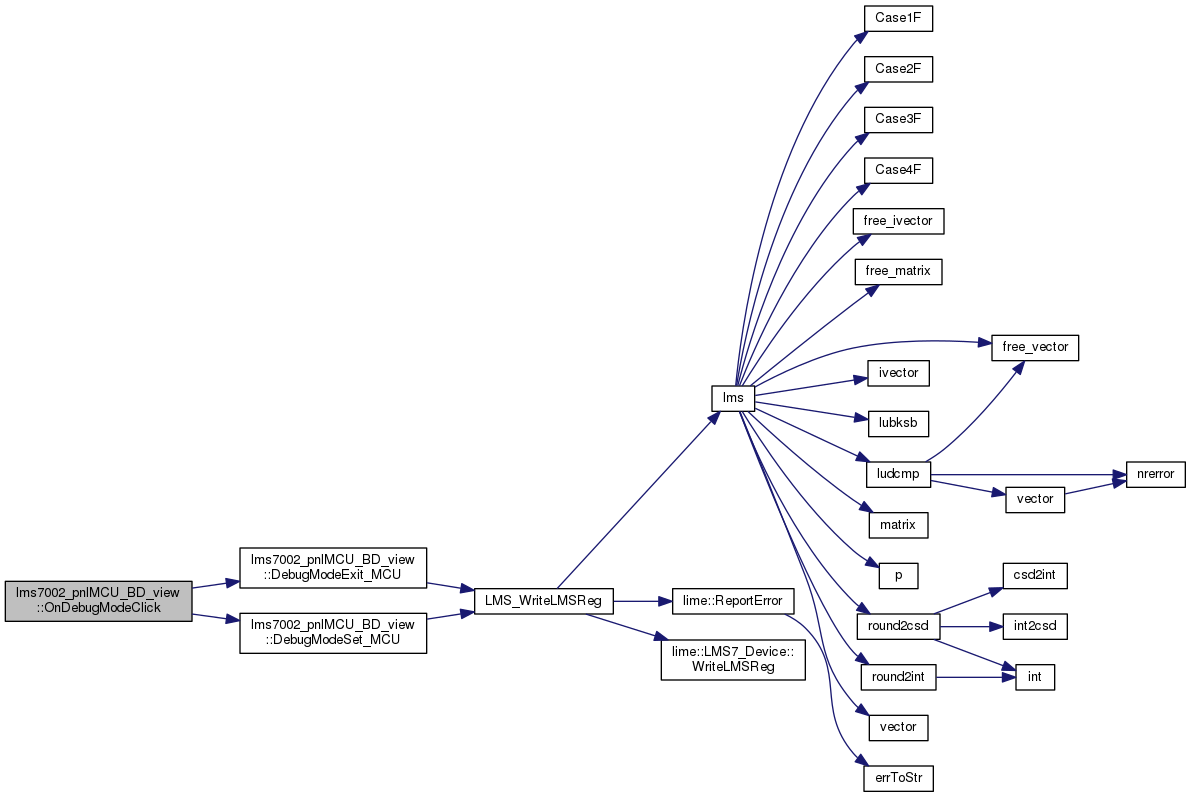 Case1F
Case2F
Case3F
Case4F
free_ivector
free_matrix
free_vector
ivector
lms
lubksb
ludcmp
nrerror
vector
matrix
lms7002_pnlMCU_BD_view
::DebugModeExit_MCU
p
csd2int
lms7002_pnlMCU_BD_view
::OnDebugModeClick
LMS_WriteLMSReg
lime::ReportError
round2csd
int2csd
lms7002_pnlMCU_BD_view
::DebugModeSet_MCU
lime::LMS7_Device::
WriteLMSReg
round2int
int
vector
errToStr